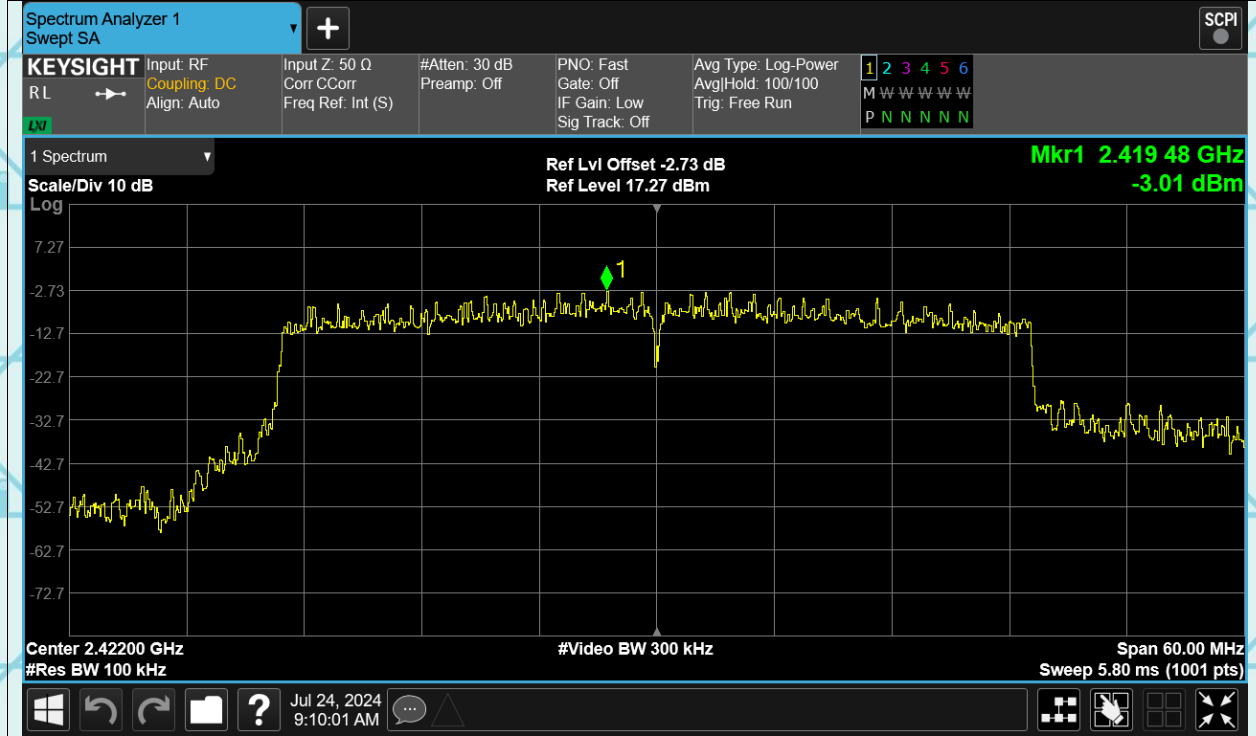 Spectrum Analyzer 1
Swept SA
SCPI
KEYSIGHT
R L
LXI
Input: RF
Coupling: DC
Align: Auto
Input Z: 50 Ω
Corr CCorr
Freq Ref: Int (S)
#Atten: 30 dB
Preamp: Off
PNO: Fast
Gate: Off
IF Gain: Low
Sig Track: Off
Avg Type: Log-Power
Avg|Hold: 100/100
Trig: Free Run
1 2 3 4 5 6
M W W W W W
P N N N N N
1 Spectrum
Scale/Div 10 dB
Log
Ref Lvl Offset -2.73 dB
Ref Level 17.27 dBm
Mkr1 2.419 48 GHz
-3.01 dBm
1
7.27
-2.73
-12.7
-22.7
-32.7
-42.7
-52.7
-62.7
-72.7
Center 2.42200 GHz
#Res BW 100 kHz
#Video BW 300 kHz
Span 60.00 MHz
Sweep 5.80 ms (1001 pts)
?
Jul 24, 2024
9:10:01 AM